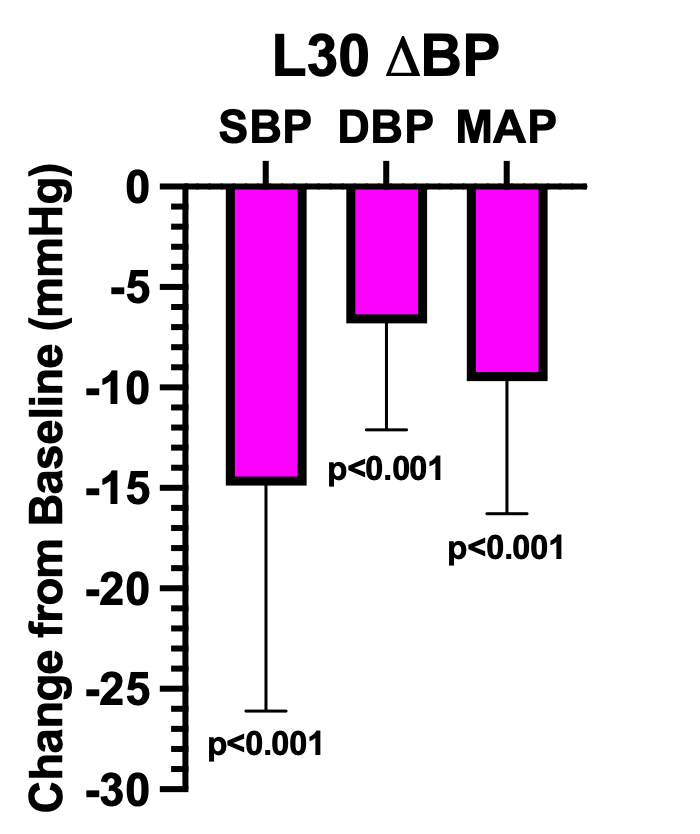 L30 ΔBP
SBP DBP MAP
Change from Baseline (mmHg)
0
-5
-10
-15
-20
-25
-30
p<0.001
p<0.001
p<0.001